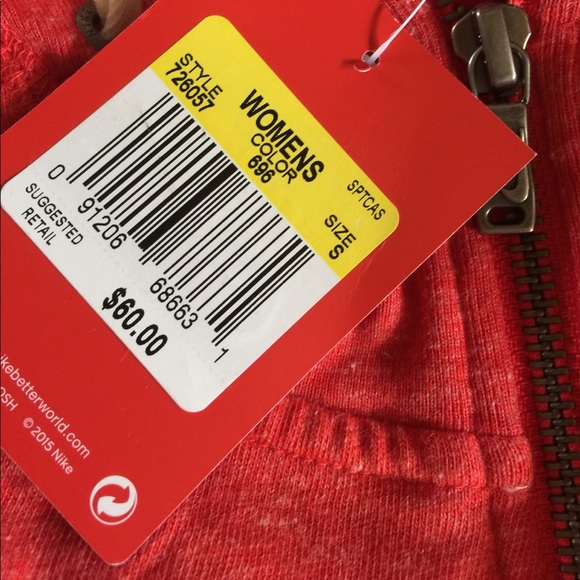 STYLE
726057
WOMENS
COLOR
696
SPTCAS
SIZE
S
0 91206 68663 1
SUGGESTED
RETAIL
$60.00
ikebetterworld.com
OSH © 2015 Nike